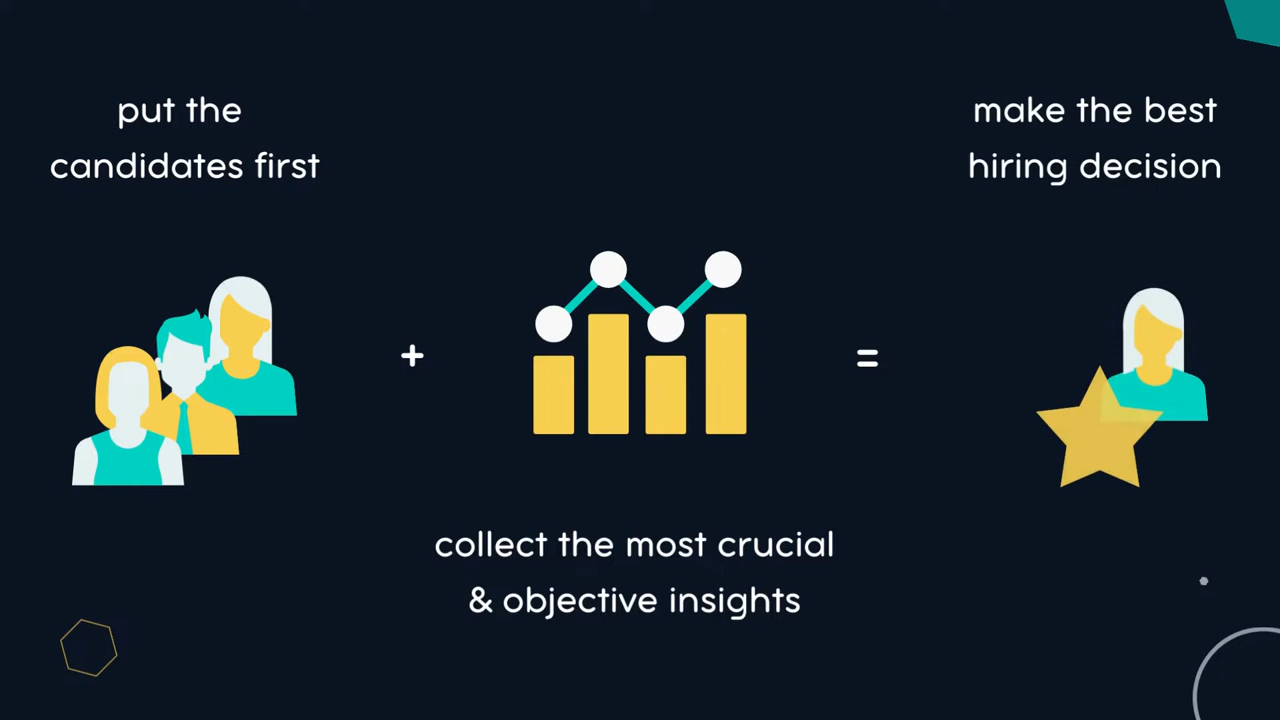 put the
candidates first
+
collect the most crucial
& objective insights
=
make the best
hiring decision